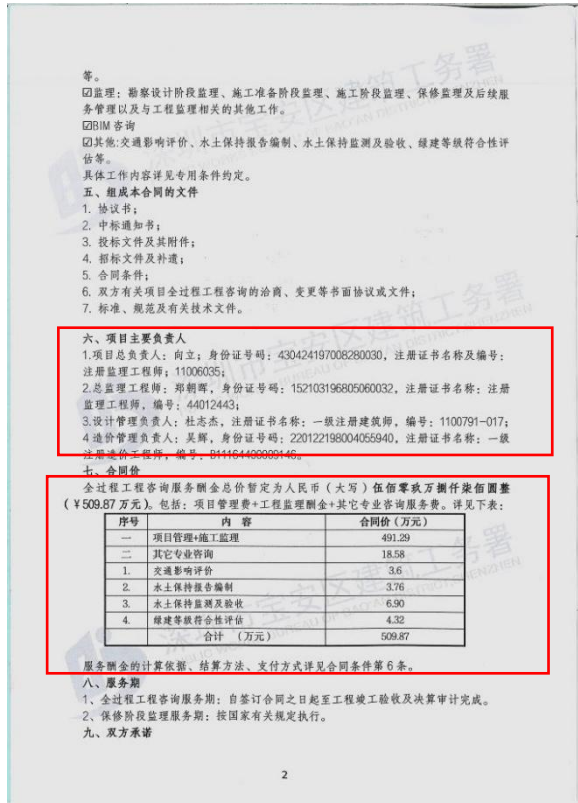 等。
☑监理：勘察设计阶段监理、施工准备阶段监理、施工阶段监理、保修监理及后续服
务管理以及与工程监理相关的其他工作。
☑BIM 咨询
☑其他:交通影响评价、水土保持报告编制、水土保持监测及验收、绿建等级符合性评
估等。
具体工作内容详见专用条件约定。
五、组成本合同的文件
1. 协议书；
2. 中标通知书；
3. 投标文件及其附件；
4. 招标文件及补遗；
5. 合同条件；
6. 双方有关项目全过程工程咨询的洽商、变更等书面协议或文件；
7. 标准、规范及有关技术文件。
六、项目主要负责人
1.项目总负责人：向立；身份证号码：430424197008280030，注册证书名称及编号：
注册监理工程师；11006035；
2.总监理工程师：郑朝晖，身份证号码：152103196805060032，注册证书名称：注册
监理工程师，编号：44012443；
3.设计管理负责人：杜志杰，注册证书名称：一级注册建筑师，编号：1100791-017；
4 造价管理负责人：吴辉，身份证号码：220122198004055940，注册证书名称：一级
注册造价工程师，编号：B11164400009146。
七、合同价
全过程工程咨询服务酬金总价暂定为人民币（大写）伍佰零玖万捌仟柒佰圆整
（¥509.87 万元）。包括：项目管理费+工程监理酬金+其它专业咨询服务费。详见下表：
序号 内 容 合同价（万元）
一 项目管理+施工监理 491.29
二 其它专业咨询 18.58
1. 交通影响评价 3.6
2. 水土保持报告编制 3.76
3. 水土保持监测及验收 6.90
4. 绿建等级符合性评估 4.32
合计 （万元） 509.87
服务酬金的计算依据、结算方法、支付方式详见合同条件第 6 条。
八、服务期
1、全过程工程咨询服务期：自签订合同之日起至工程竣工验收及决算审计完成。
2、保修阶段监理服务期：按国家有关规定执行。
九、双方承诺
2
深圳市宝安区建筑工务署